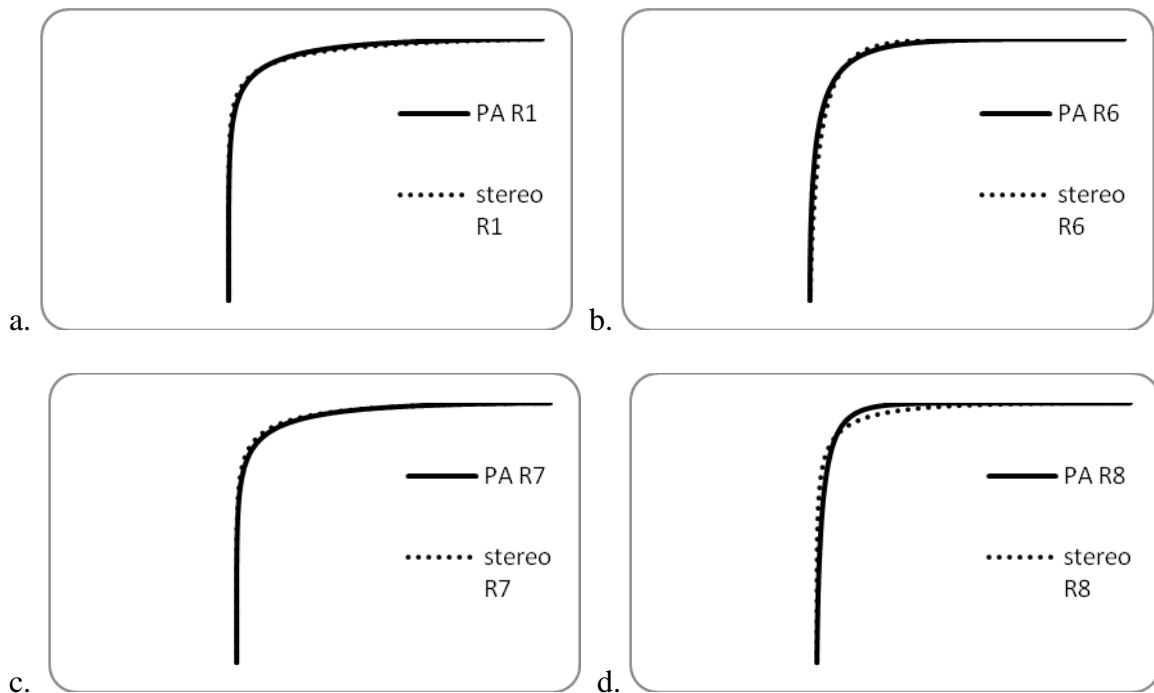 PA R1
stereo
R1
a.
PA R6
stereo
R6
b.
PA R7
stereo
R7
c.
PA R8
stereo
R8
d.